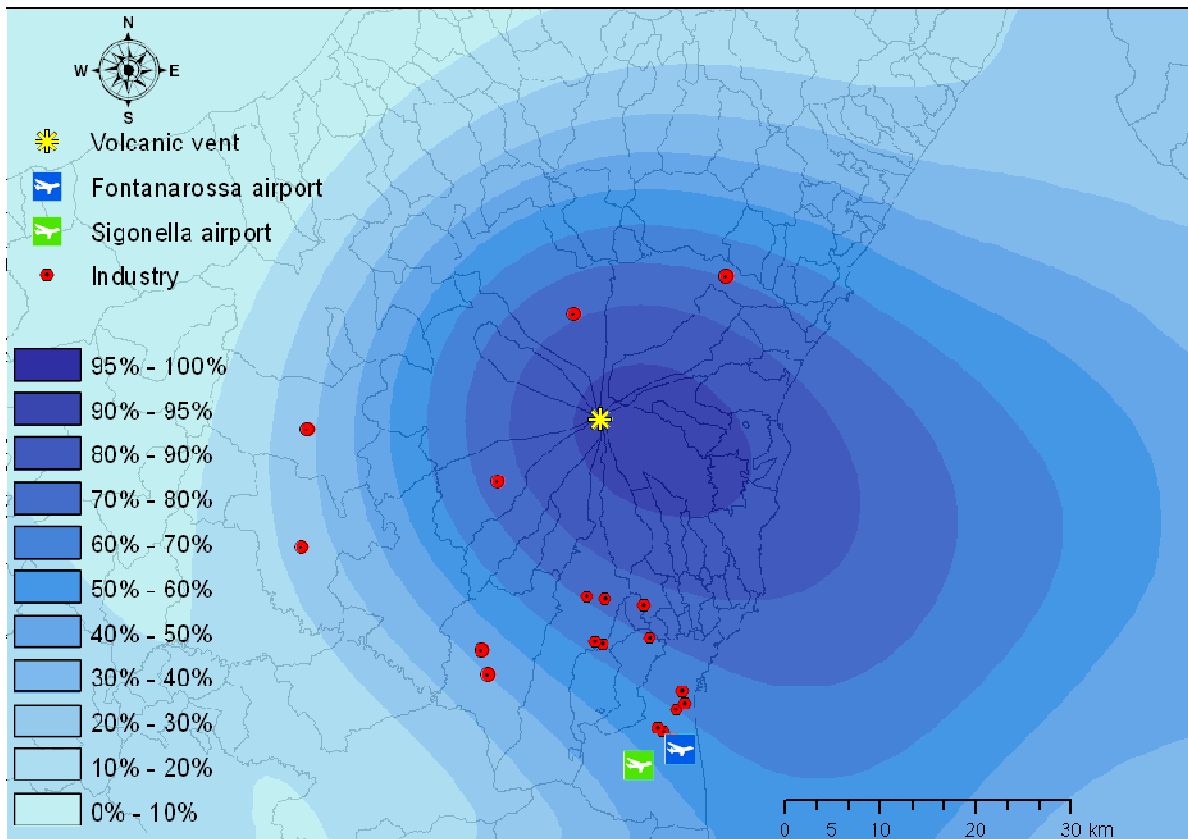 N
W E
S
Volcanic vent
Fontanarossa airport
Sigonella airport
Industry
95% - 100%
90% - 95%
80% - 90%
70% - 80%
60% - 70%
50% - 60%
40% - 50%
30% - 40%
20% - 30%
10% - 20%
0% - 10%
0 5 10 20 30 km